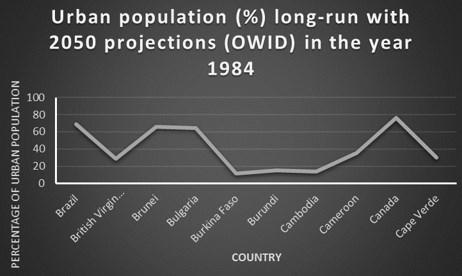 Urban population (%) long-run with
2050 projections (OWID) in the year
1984
PERCENTAGE OF URBAN POPULATION
100
80
60
40
20
0
Brazil
British Virgin...
Brunei
Bulgaria
Burkina Faso
Burundi
Cambodia
Cameroon
Canada
Cape Verde
COUNTRY